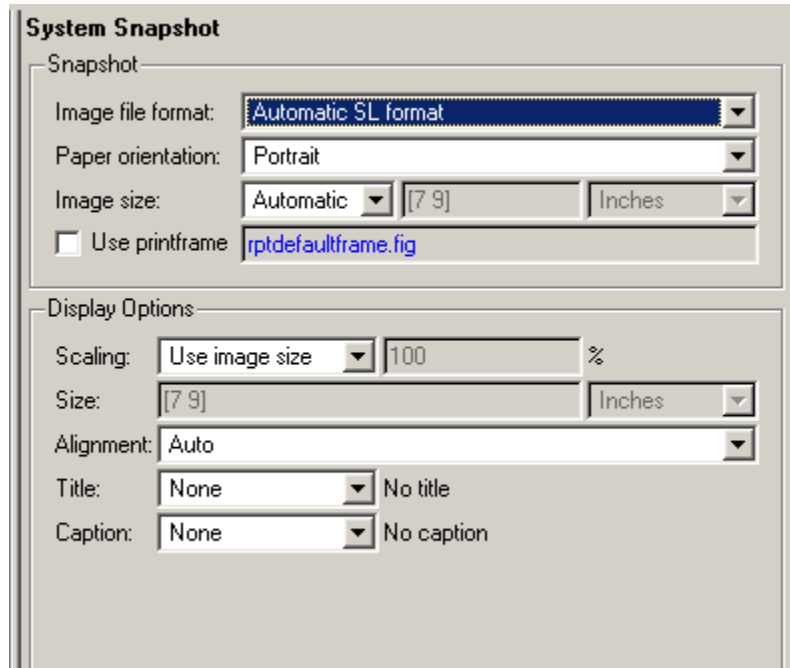 System Snapshot
Snapshot
Image file format: Automatic SL format
Paper orientation: Portrait
Image size: Automatic [7 9] Inches
Use printframe rptdefaultframe.fig
Display Options
Scaling: Use image size 100 %
Size: [7 9] Inches
Alignment: Auto
Title: None No title
Caption: None No caption